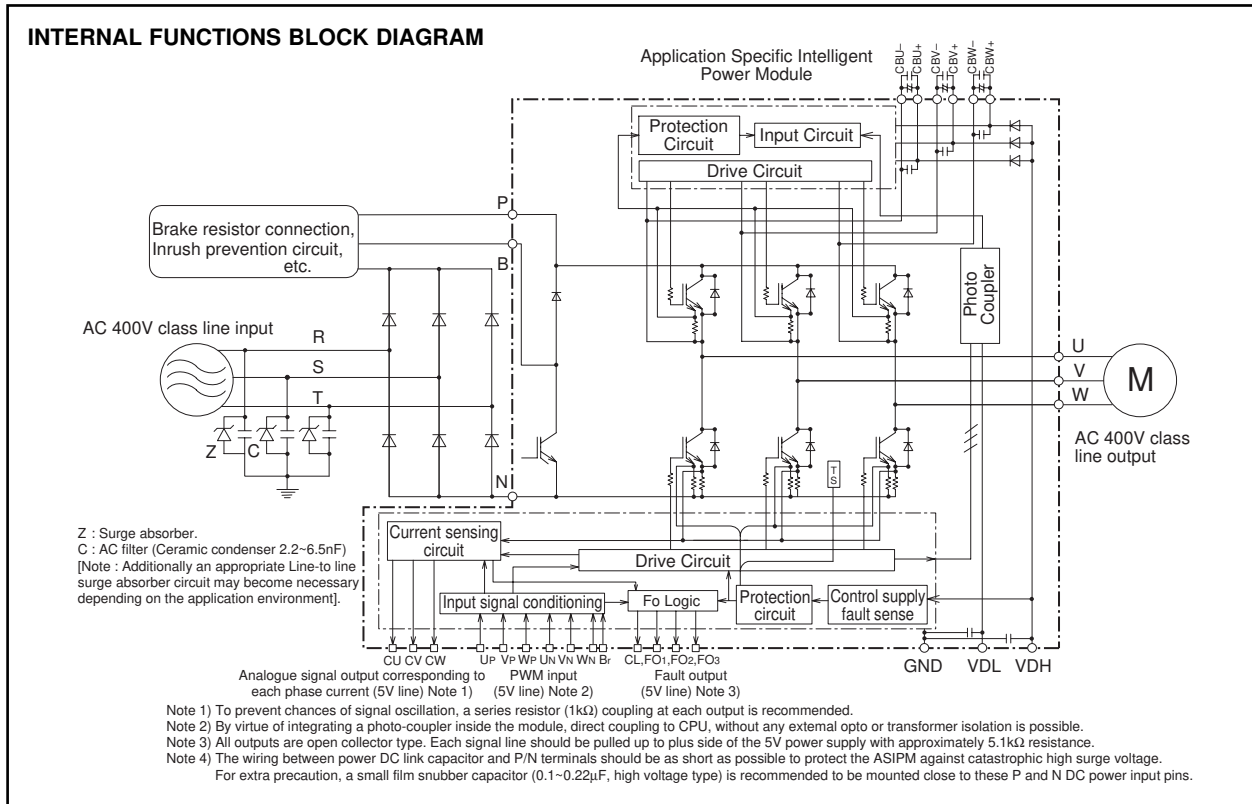 INTERNAL FUNCTIONS BLOCK DIAGRAM
Application Specific Intelligent
Power Module
CBU–
CBU+
CBV–
CBV+
CBW–
CBW+
Protection
Circuit
Input Circuit
Drive Circuit
P
Brake resistor connection,
Inrush prevention circuit,
etc.
B
Photo
Coupler
AC 400V class line input
R
S
T
U
V
W
M
AC 400V class
line output
Z
C
N
TS
Z : Surge absorber.
C : AC filter (Ceramic condenser 2.2~6.5nF)
[Note : Additionally an appropriate Line-to line
surge absorber circuit may become necessary
depending on the application environment].
Current sensing
circuit
Drive Circuit
Input signal conditioning
Fo Logic
Protection
circuit
Control supply
fault sense
CU CV CW
UP VP WP UN VN WN Br
CL,FO1,FO2,FO3
GND
VDL
VDH
Analogue signal output corresponding to
each phase current (5V line) Note 1)
PWM input
(5V line) Note 2)
Fault output
(5V line) Note 3)
Note 1) To prevent chances of signal oscillation, a series resistor (1kΩ) coupling at each output is recommended.
Note 2) By virtue of integrating a photo-coupler inside the module, direct coupling to CPU, without any external opto or transformer isolation is possible.
Note 3) All outputs are open collector type. Each signal line should be pulled up to plus side of the 5V power supply with approximately 5.1kΩ resistance.
Note 4) The wiring between power DC link capacitor and P/N terminals should be as short as possible to protect the ASIPM against catastrophic high surge voltage.
For extra precaution, a small film snubber capacitor (0.1~0.22μF, high voltage type) is recommended to be mounted close to these P and N DC power input pins.